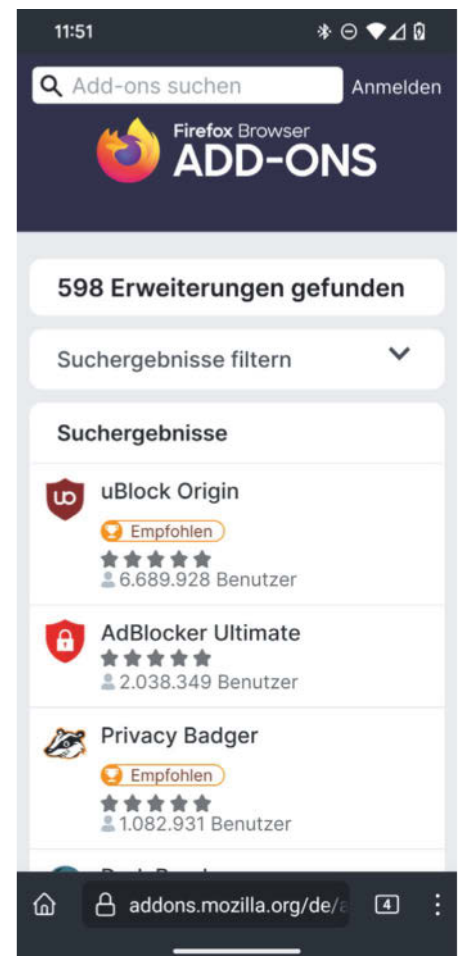 11:51
Add-ons suchen Anmelden
Firefox Browser
ADD-ONS
598 Erweiterungen gefunden
Suchergebnisse filtern
Suchergebnisse
uBlock Origin
Empfohlen
6.689.928 Benutzer
AdBlocker Ultimate
2.038.349 Benutzer
Privacy Badger
Empfohlen
1.082.931 Benutzer
addons.mozilla.org/de/a 4